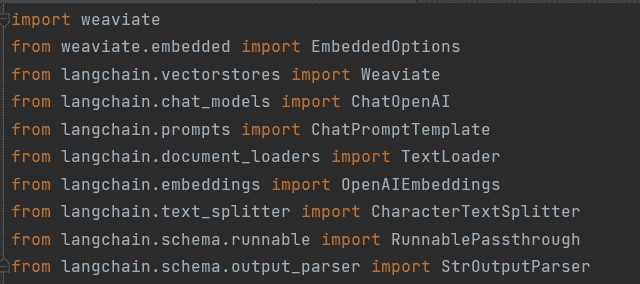 import weaviate
from weaviate.embedded import EmbeddedOptions
from langchain.vectorstores import Weaviate
from langchain.chat_models import ChatOpenAI
from langchain.prompts import ChatPromptTemplate
from langchain.document_loaders import TextLoader
from langchain.embeddings import OpenAIEmbeddings
from langchain.text_splitter import CharacterTextSplitter
from langchain.schema.runnable import RunnablePassthrough
from langchain.schema.output_parser import StrOutputParser